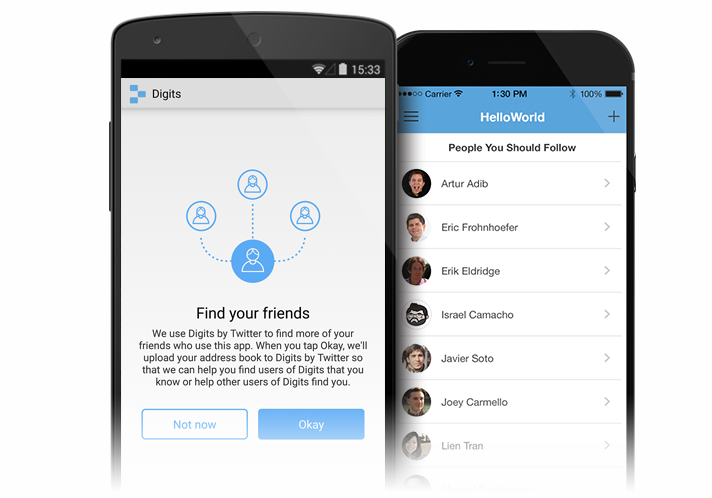 15:33
Digits
Find your friends
We use Digits by Twitter to find more of your
friends who use this app. When you tap Okay, we'll
upload your address book to Digits by Twitter so
that we can help you find users of Digits that you
know or help other users of Digits find you.
Not now
Okay
Carrier
1:30 PM
100%
HelloWorld
People You Should Follow
Artur Adib
Eric Frohnhoefer
Erik Eldridge
Israel Camacho
Javier Soto
Joey Carmello
Lien Tran